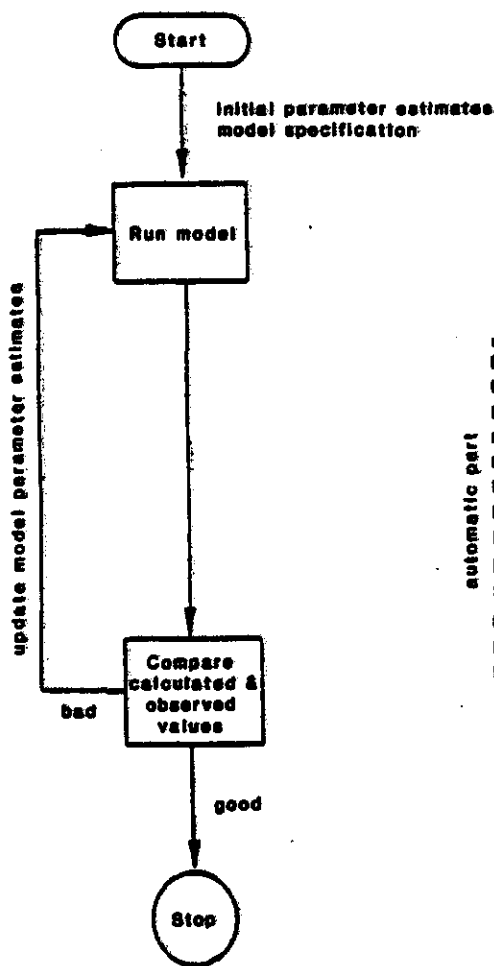 Start
initial parameter estimates
model specification
Run model
update model parameter estimates
automatic part
Compare
calculated &
observed
values
bad
good
Stop